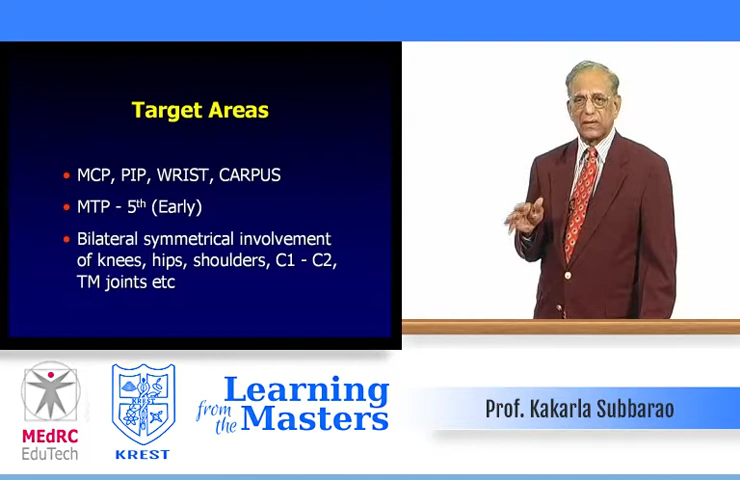 Target Areas
MCP, PIP, WRIST, CARPUS
MTP - 5th (Early)
Bilateral symmetrical involvement
of knees, hips, shoulders, C1 - C2,
TM joints etc
MEdRC
EduTech
KREST
KREST
Learning
from the
Masters
Prof. Kakarla Subbarao